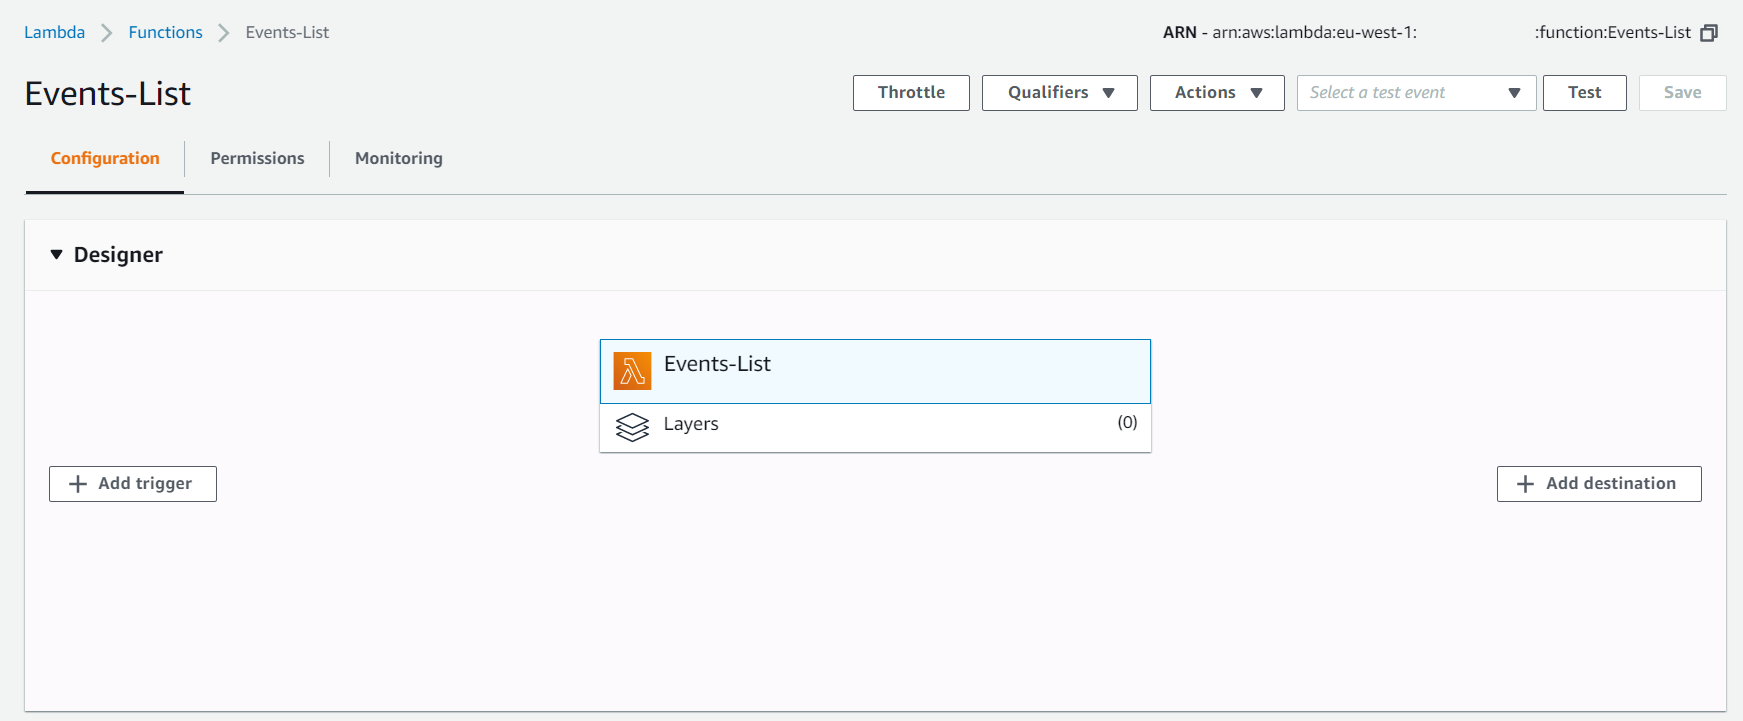 Lambda Functions Events-List
ARN - arn:aws:lambda:eu-west-1: :function:Events-List
Events-List
Throttle Qualifiers Actions Select a test event Test Save
Configuration Permissions Monitoring
Designer
Events-List
Layers (0)
Add trigger
Add destination